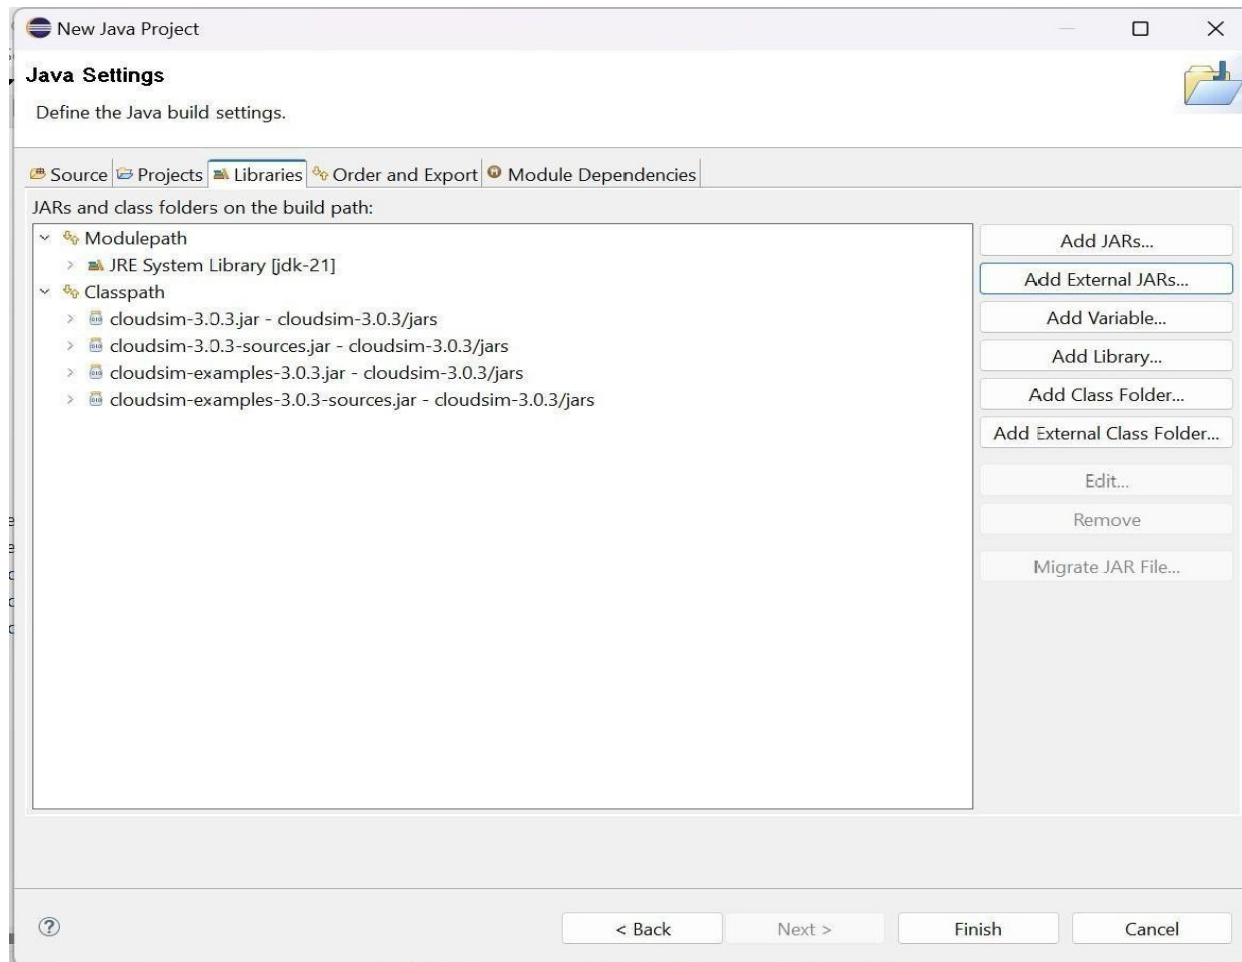 New Java Project
Java Settings
Define the Java build settings.
Source Projects Libraries Order and Export Module Dependencies
JARs and class folders on the build path:
Modulepath
JRE System Library [jdk-21]
Classpath
cloudsim-3.0.3.jar - cloudsim-3.0.3/jars
cloudsim-3.0.3-sources.jar - cloudsim-3.0.3/jars
cloudsim-examples-3.0.3.jar - cloudsim-3.0.3/jars
cloudsim-examples-3.0.3-sources.jar - cloudsim-3.0.3/jars
Add JARs...
Add External JARs...
Add Variable...
Add Library...
Add Class Folder...
Add External Class Folder...
Edit...
Remove
Migrate JAR File...
?
< Back Next > Finish Cancel